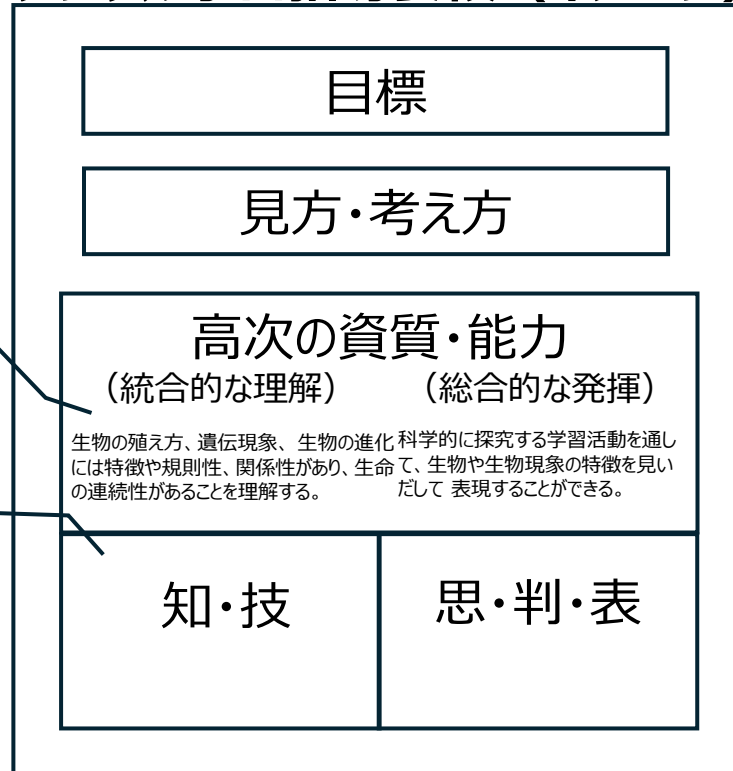 目標
見方・考え方
高次の資質・能力
（統合的な理解）　（総合的な発揮）
生物の殖え方、遺伝現象、生物の進化
には特徴や規則性、関係性があり、生命
の連続性があることを理解する。
科学的に探究する学習活動を通し
て、生物や生物現象の特徴を見い
だして 表現することができる。
知・技
思・判・表